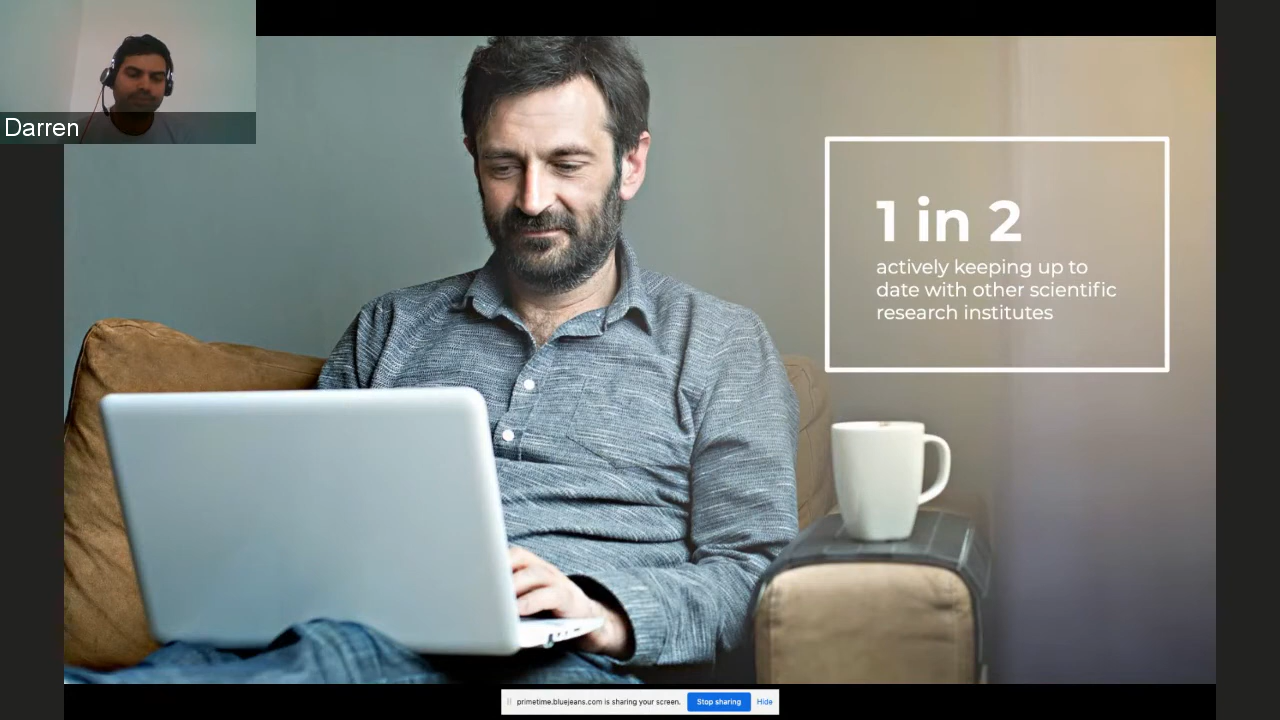 Darren
1 in 2
actively keeping up to
date with other scientific
research institutes
primetime.bluejeans.com is sharing your screen. Stop sharing Hide